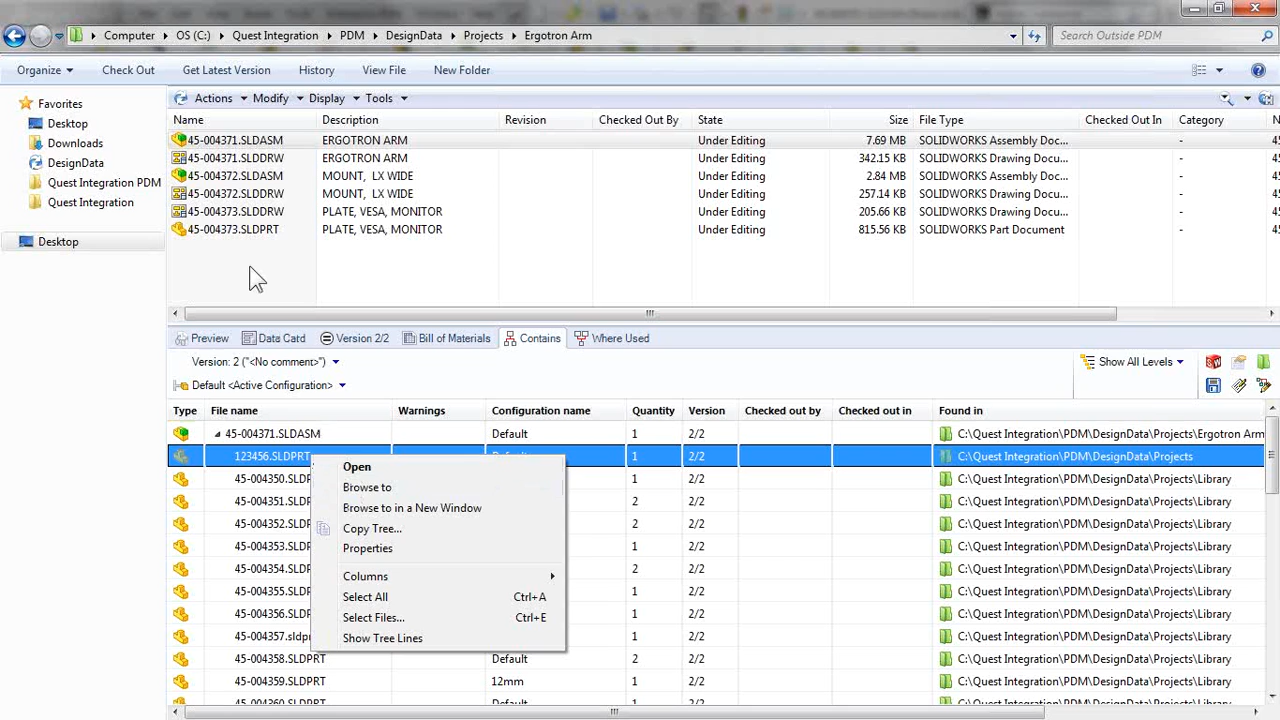 Computer OS (C:) Quest Integration PDM DesignData Projects Ergotron Arm Search Outside PDM
Organize Check Out Get Latest Version History View File New Folder
Favorites
Desktop
Downloads
DesignData
Quest Integration PDM
Quest Integration
Desktop
Actions Modify Display Tools
Name Description Revision Checked Out By State Size File Type Checked Out In Category
45-004371.SLDASM ERGOTRON ARM Under Editing 7.69 MB SOLIDWORKS Assembly Doc... -
45-004371.SLDDRW ERGOTRON ARM Under Editing 342.15 KB SOLIDWORKS Drawing Docu... -
45-004372.SLDASM MOUNT, LX WIDE Under Editing 2.84 MB SOLIDWORKS Assembly Doc... -
45-004372.SLDDRW MOUNT, LX WIDE Under Editing 257.14 KB SOLIDWORKS Drawing Docu... -
45-004373.SLDDRW PLATE, VESA, MONITOR Under Editing 205.66 KB SOLIDWORKS Drawing Docu... -
45-004373.SLDPRT PLATE, VESA, MONITOR Under Editing 815.56 KB SOLIDWORKS Part Document -
Preview Data Card Version 2/2 Bill of Materials Contains Where Used
Version: 2 ("<No comment>") Show All Levels
Default <Active Configuration>
Type File name Warnings Configuration name Quantity Version Checked out by Checked out in Found in
45-004371.SLDASM Default 1 2/2 C:\Quest Integration\PDM\DesignData\Projects\Ergotron Arm
123456.SLDPRT 1 2/2 C:\Quest Integration\PDM\DesignData\Projects
45-004350.SLDP 1 2/2 C:\Quest Integration\PDM\DesignData\Projects\Library
45-004351.SLDP 2 2/2 C:\Quest Integration\PDM\DesignData\Projects\Library
45-004352.SLDP 2 2/2 C:\Quest Integration\PDM\DesignData\Projects\Library
45-004353.SLDP 1 2/2 C:\Quest Integration\PDM\DesignData\Projects\Library
45-004354.SLDP 2 2/2 C:\Quest Integration\PDM\DesignData\Projects\Library
45-004355.SLDP 1 2/2 C:\Quest Integration\PDM\DesignData\Projects\Library
45-004356.SLDP 1 2/2 C:\Quest Integration\PDM\DesignData\Projects\Library
45-004357.sldp 1 2/2 C:\Quest Integration\PDM\DesignData\Projects\Library
45-004358.SLDPRT Default 2 2/2 C:\Quest Integration\PDM\DesignData\Projects\Library
45-004359.SLDPRT 12mm 1 2/2 C:\Quest Integration\PDM\DesignData\Projects\Library
Open
Browse to
Browse to in a New Window
Copy Tree...
Properties
Columns
Select All Ctrl+A
Select Files... Ctrl+E
Show Tree Lines